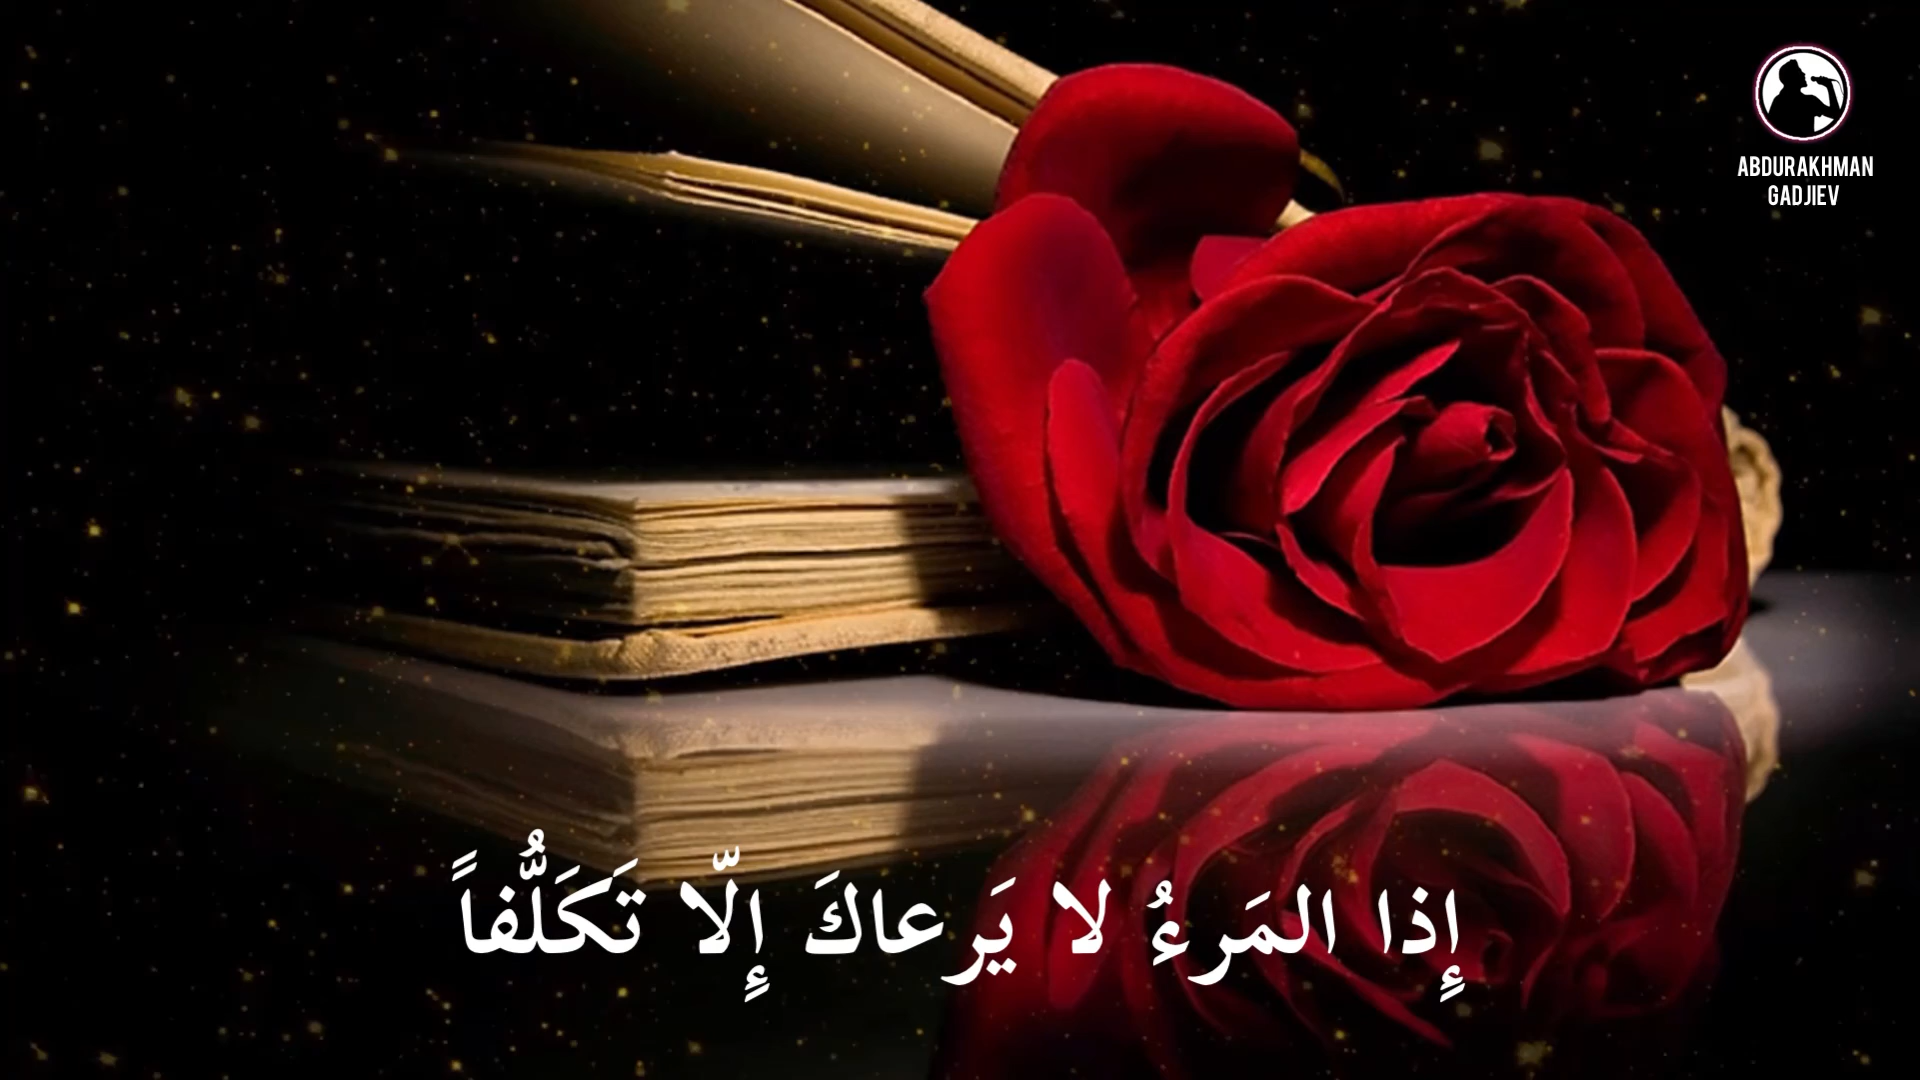 ABDURAKHMAN
GADJIEV
إِذا المَرءُ لا يَرعاكَ إِلّا تَكَلُّفاً